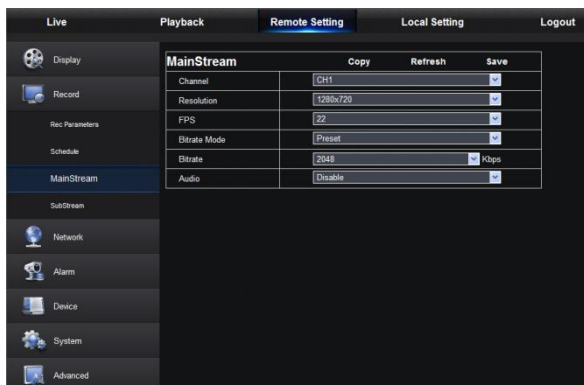 Live Playback Remote Setting Local Setting Logout
Display
Record
Rec Parameters
Schedule
MainStream
SubStream
Network
Alarm
Device
System
Advanced
MainStream Copy Refresh Save
Channel CH1
Resolution 1280x720
FPS 22
Bitrate Mode Preset
Bitrate 2048 Kbps
Audio Disable